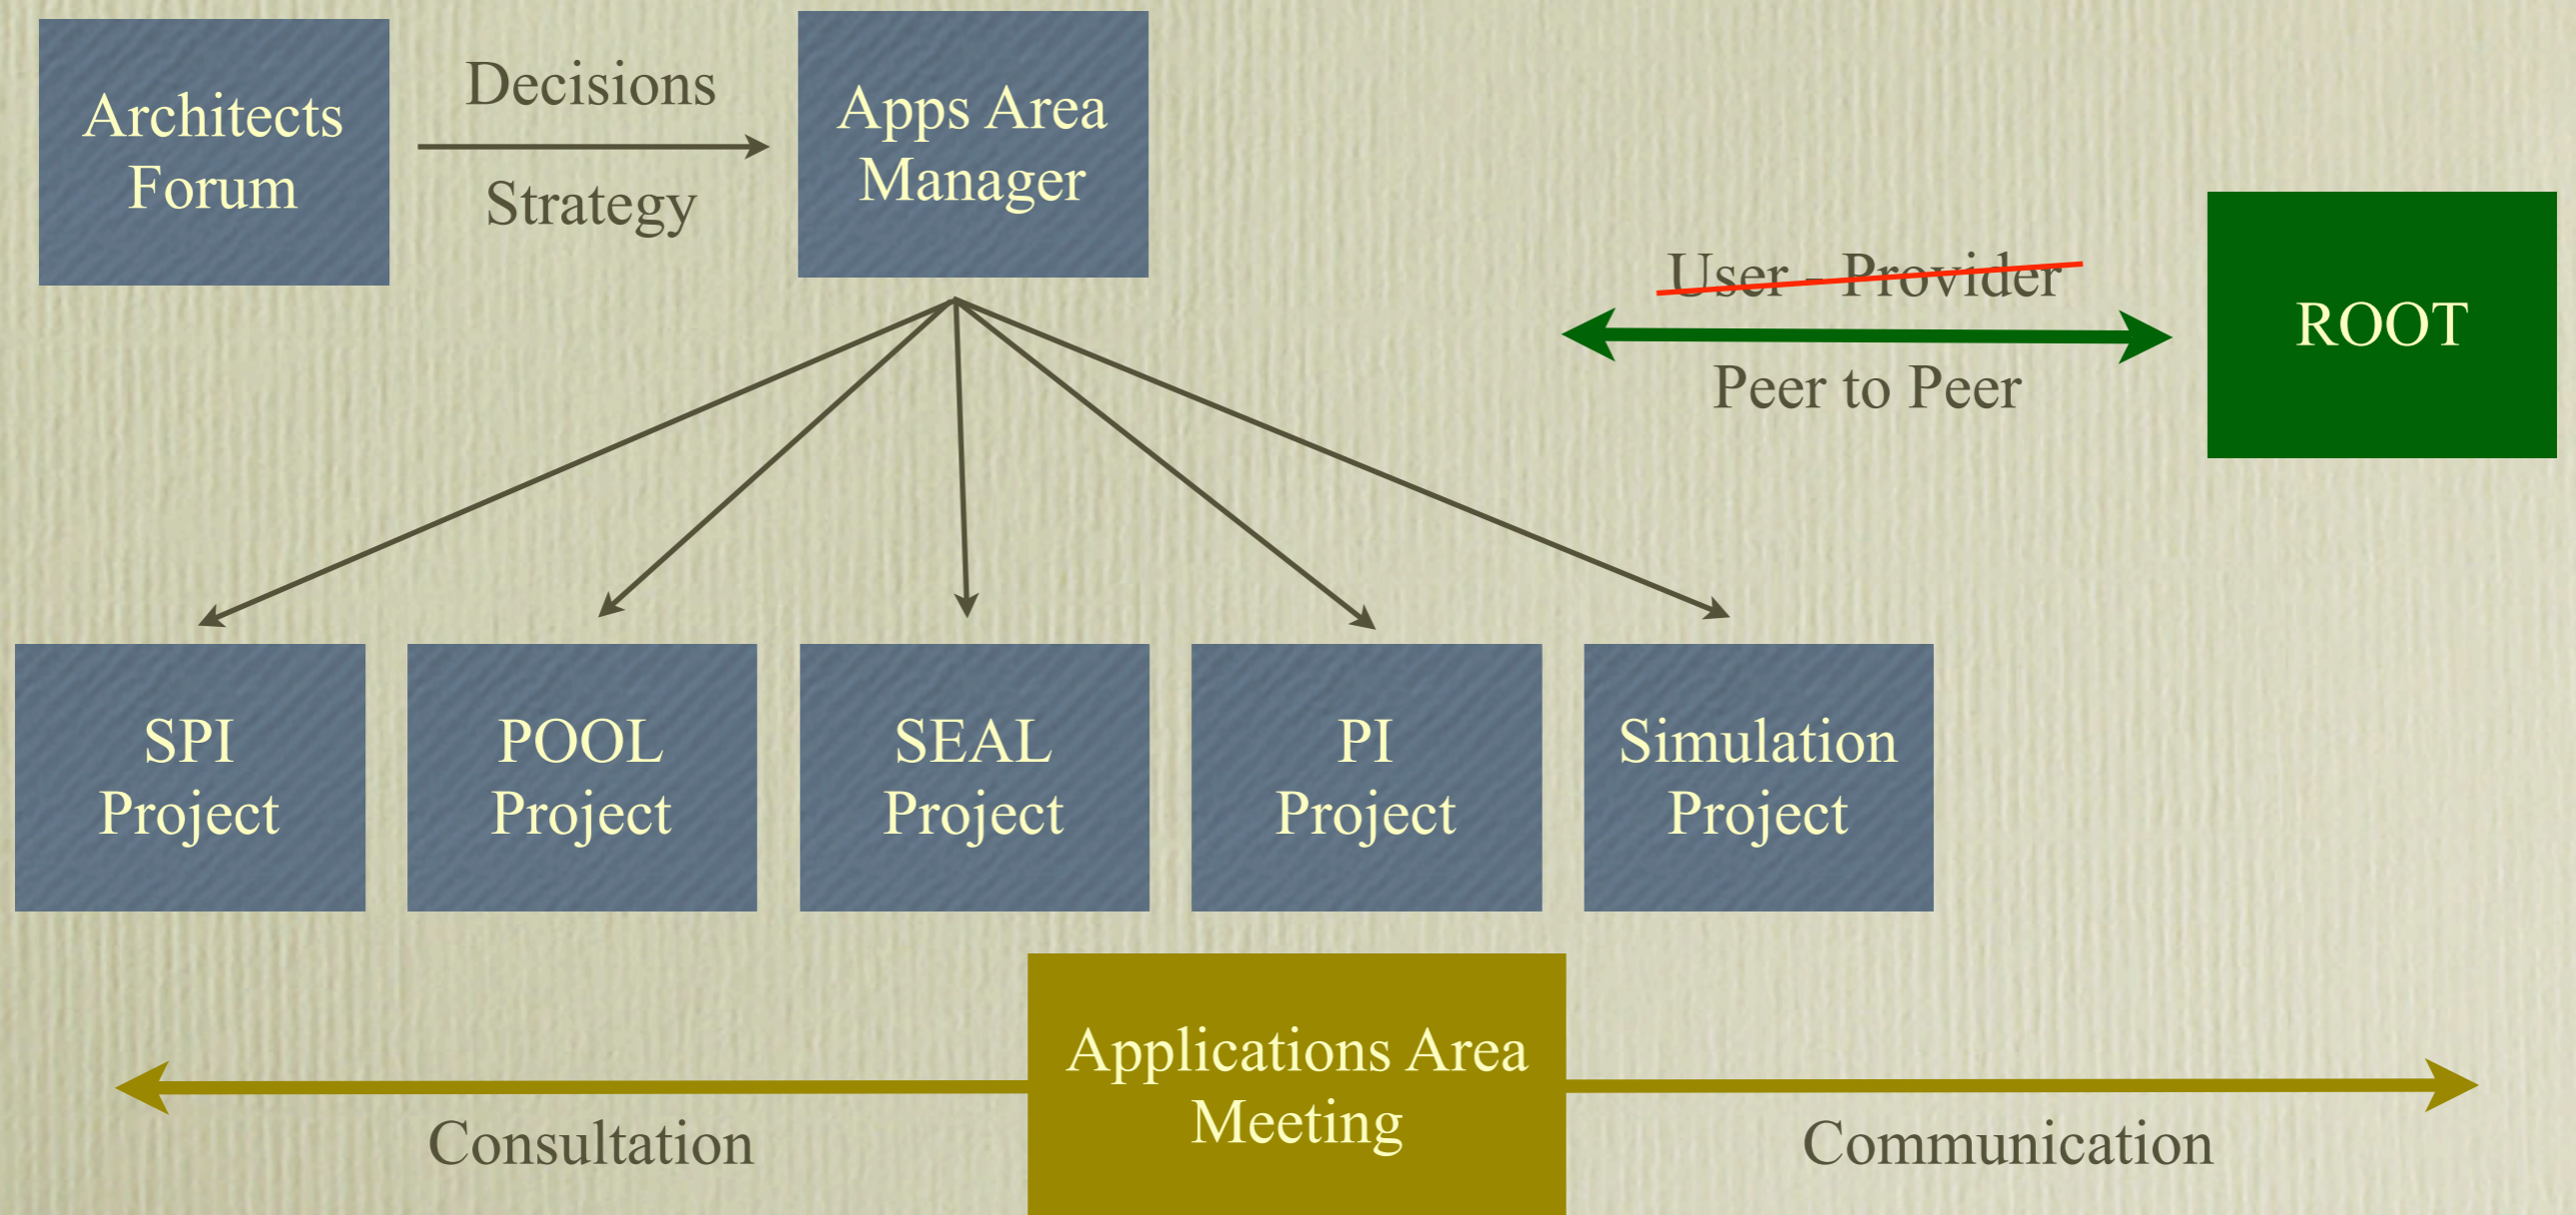 Architects
Forum
Decisions
Strategy
Apps Area
Manager
User - Provider
Peer to Peer
ROOT
SPI
Project
POOL
Project
SEAL
Project
PI
Project
Simulation
Project
Applications Area
Meeting
Consultation
Communication